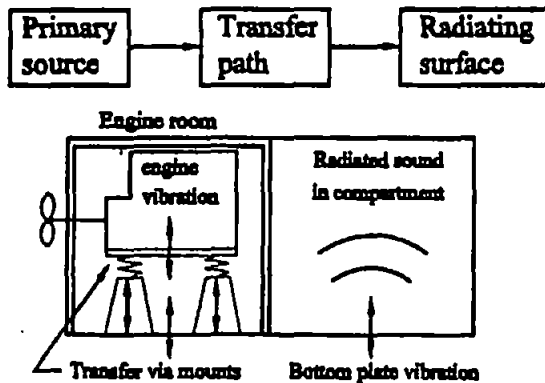 Primary
source
Transfer
path
Radiating
surface
Engine room
engine
vibration
Radiated sound
in compartment
Transfer via mounts
Bottom plate vibration